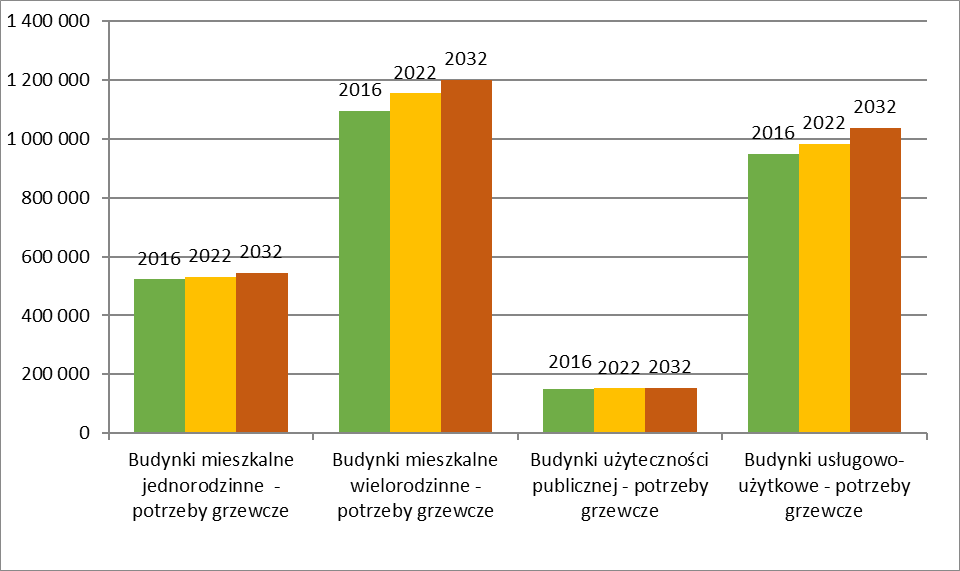 1 400 000
1 200 000
1 000 000
800 000
600 000
400 000
200 000
0
2016 2022 2032
2016 2022 2032
2016 2022 2032
2016 2022 2032
Budynki mieszkalne
jednorodzinne -
potrzeby grzewcze
Budynki mieszkalne
wielorodzinne -
potrzeby grzewcze
Budynki użyteczności
publicznej - potrzeby
grzewcze
Budynki usługowo-
użytkowe - potrzeby
grzewcze